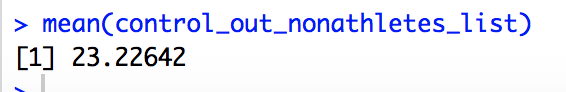 > mean(control_out_nonathletes_list)
[1] 23.22642
>